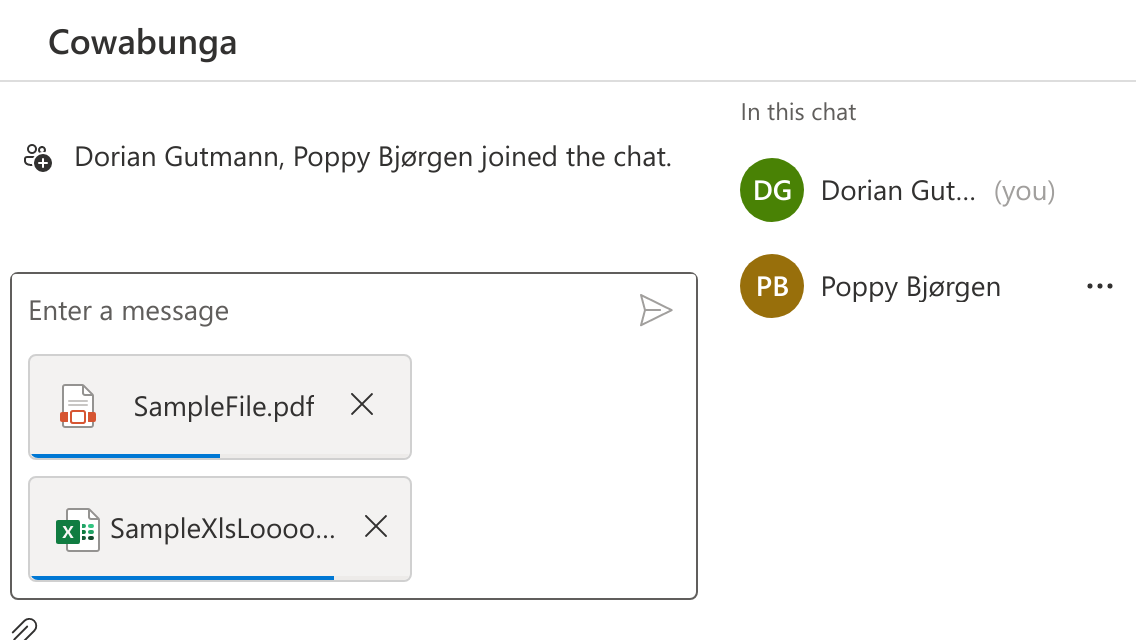 Cowabunga
Dorian Gutmann, Poppy Bjørgen joined the chat.
In this chat
DG Dorian Gut... (you)
PB Poppy Bjørgen
Enter a message
SampleFile.pdf
X SampleXlsLoooo...